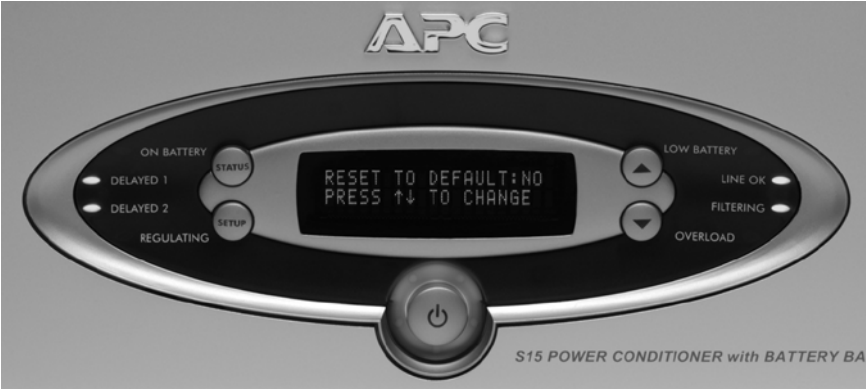 APC
ON BATTERY
STATUS
LOW BATTERY
DELAYED 1
RESET TO DEFAULT:NO
LINE OK
DELAYED 2
PRESS ↑↓ TO CHANGE
FILTERING
REGULATING
SETUP
OVERLOAD
S15 POWER CONDITIONER with BATTERY BA